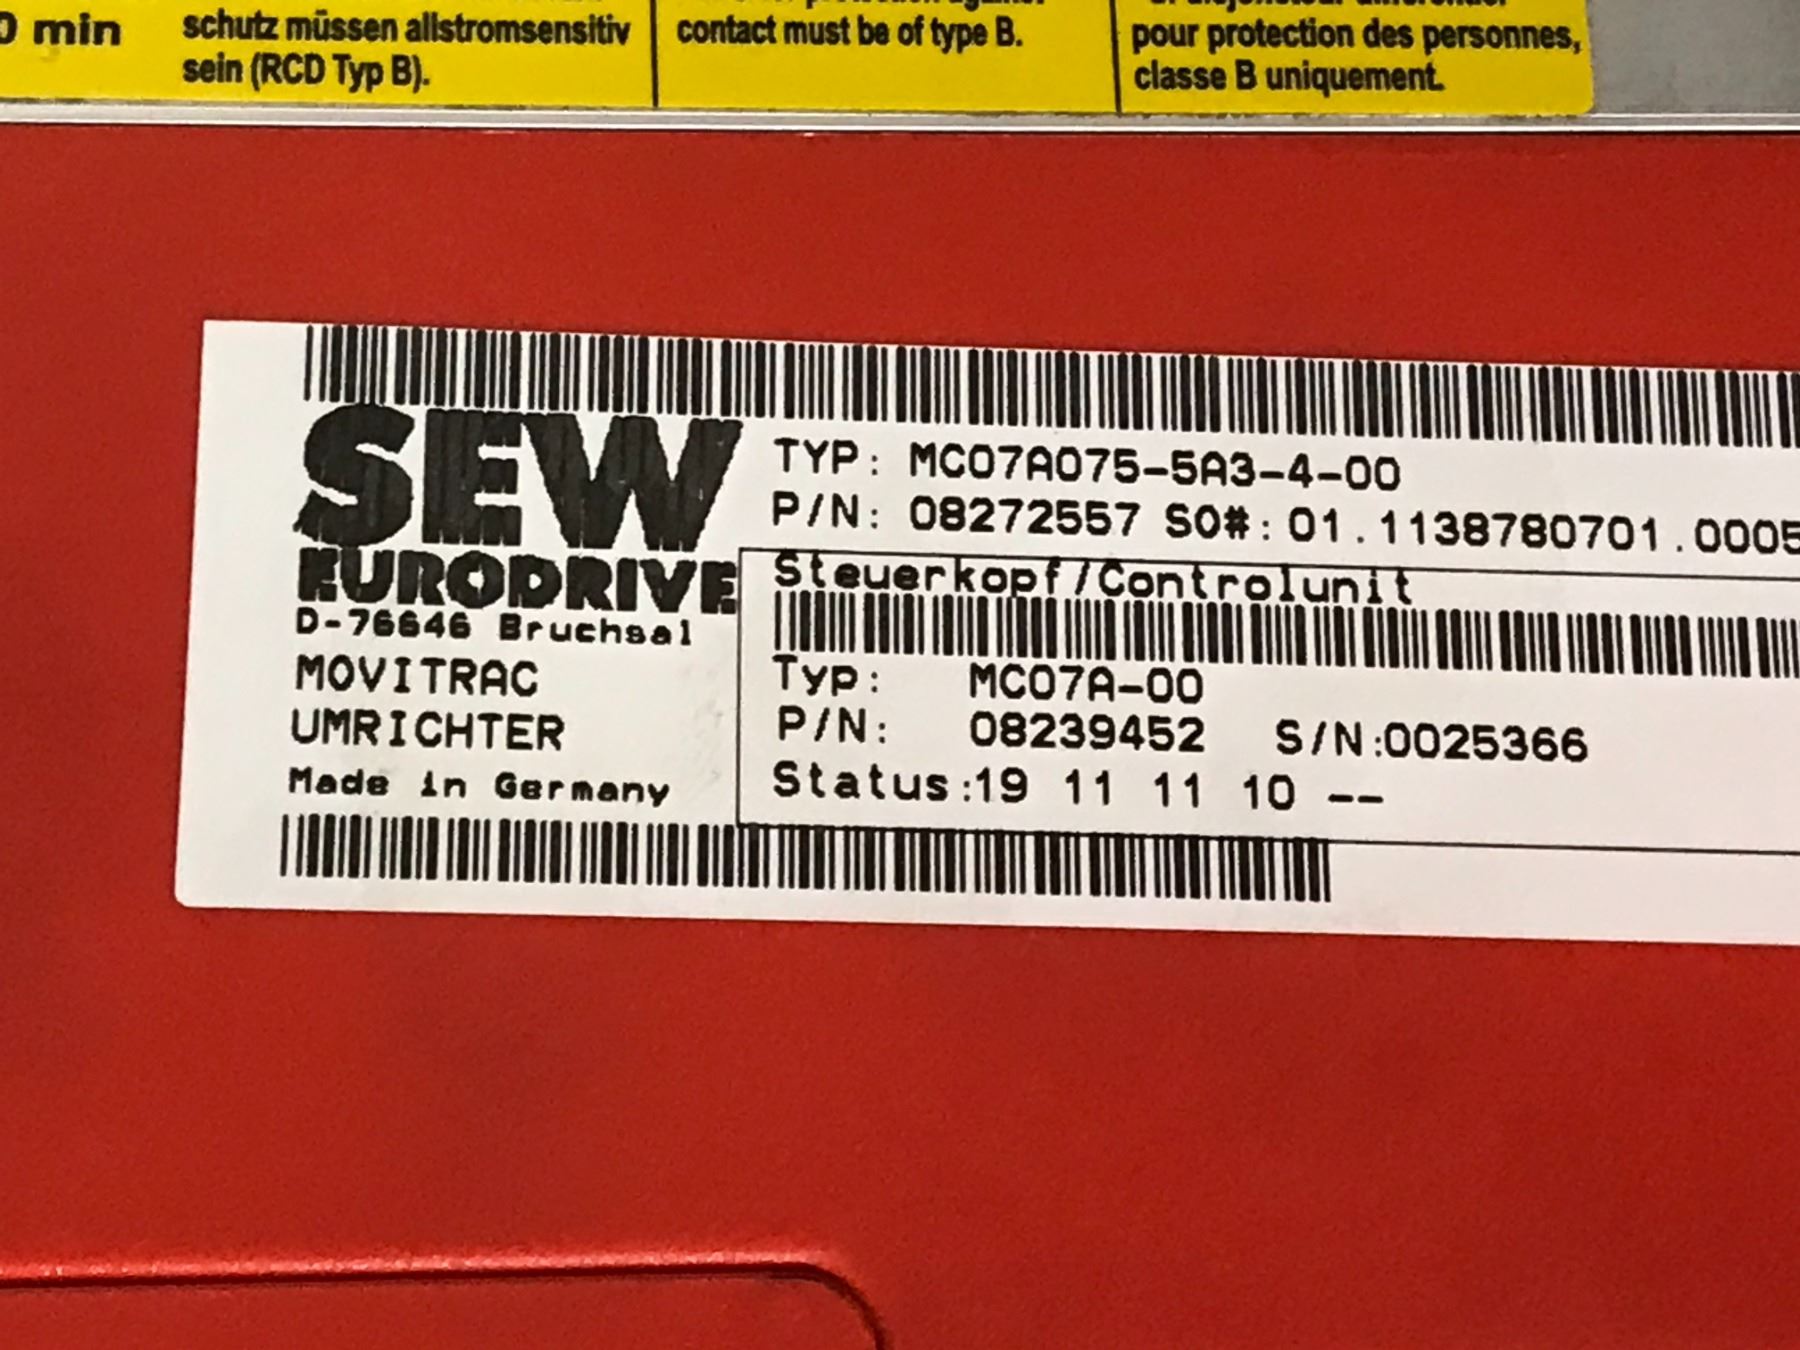 0 min
schutz müssen allstromsensitiv
sein (RCD Typ B).
contact must be of type B.
pour protection des personnes,
classe B uniquement.
SEW
EURODRIVE
D-76646 Bruchsal
MOVITRAC
UMRICHTER
Made in Germany
TYP: MC07A075-5A3-4-00
P/N: 08272557 SO#: 01.1138780701.0005
Steuerkopf/Controlunit
Typ: MC07A-00
P/N: 08239452 S/N:0025366
Status:19 11 11 10 --